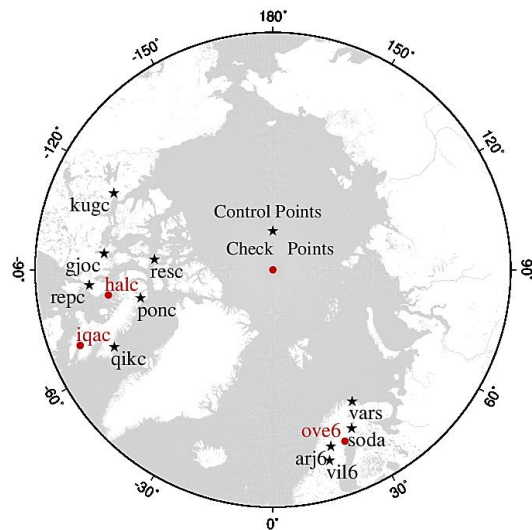 180°
-150°
150°
-120°
120°
kugc
Control Points
Check Points
gjoc
resc
-90°
90°
halc
repc
ponc
iqac
qikc
-60°
60°
vars
ove6
soda
arj6
vil6
-30°
30°
0°